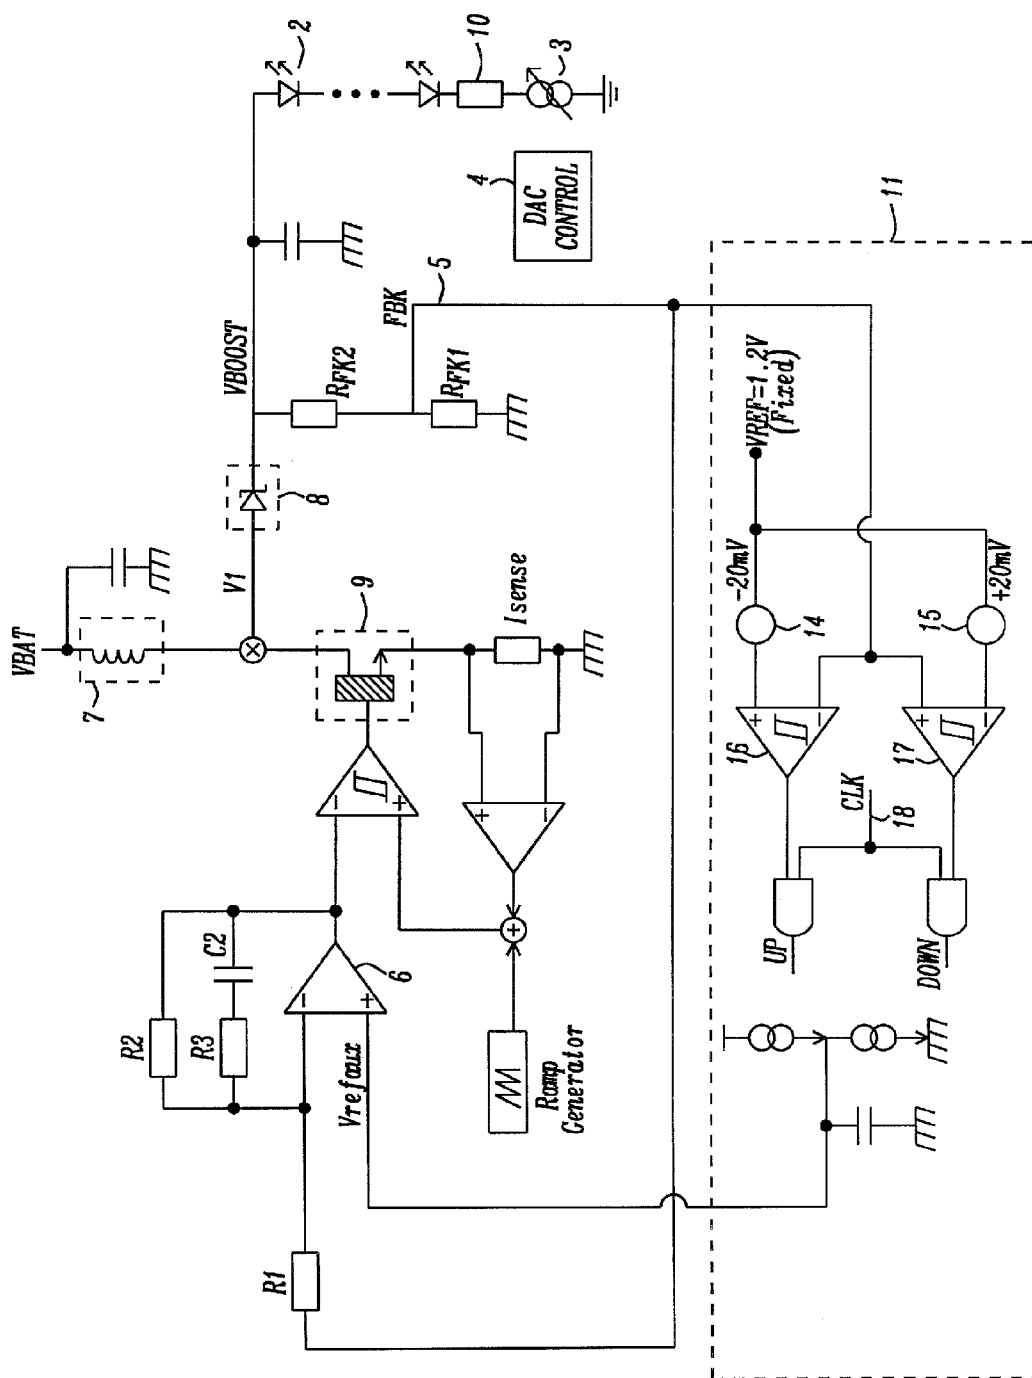 VBAT
7
V1
8
VBOOST
2
10
3
4
DAC
CONTROL
RFK2
RFK1
FBK
5
9
Isense
R2
R3
C2
6
R1
Vrefaux
Ramp
Generator
11
VREF=1.2V
(Fixed)
-20mV
+20mV
14
15
16
17
CLK
18
UP
DOWN
+
-
+
-
+
-
+
-
+
-
+